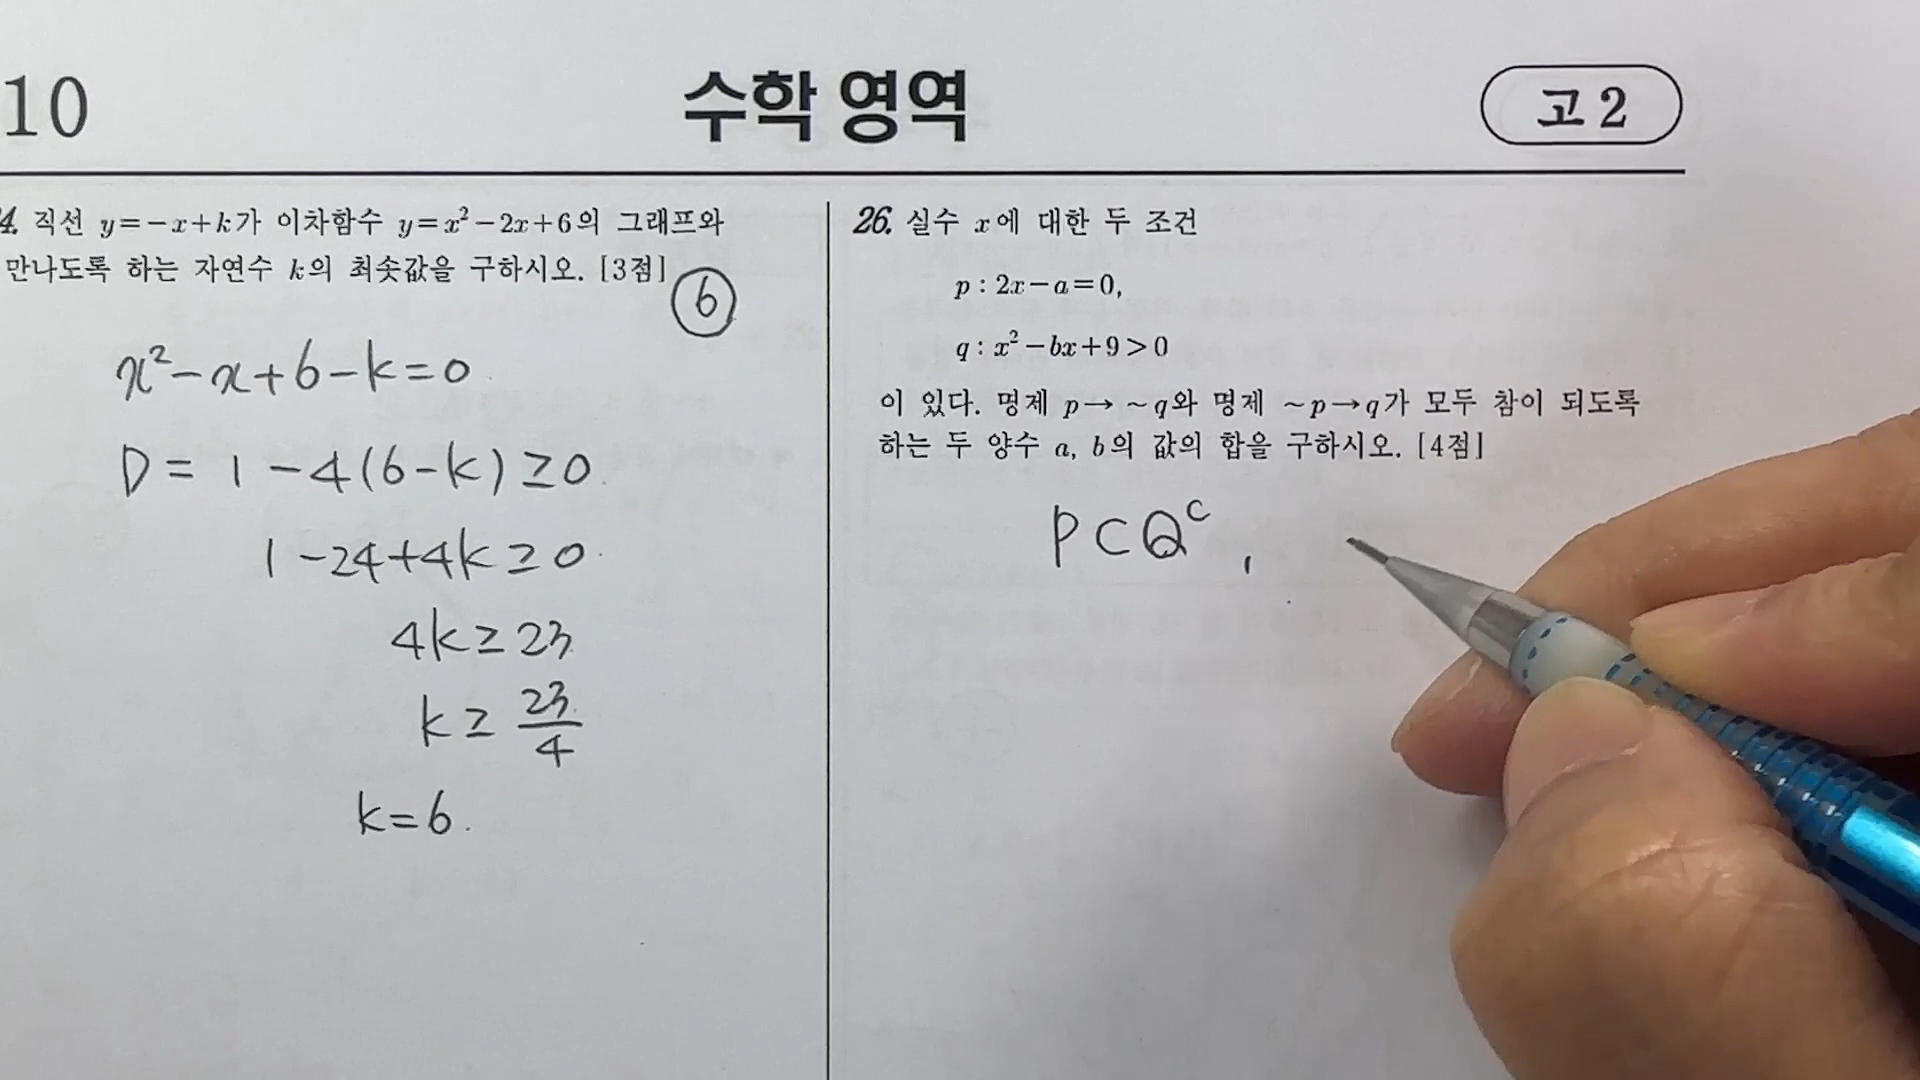 10
수학 영역
고 2
4. 직선 y=-x+k가 이차함수 y=x²-2x+6의 그래프와
만나도록 하는 자연수 k의 최솟값을 구하시오. [3점]
6
x²-x+6-k=0
D= 1-4(6-k)≥0.
1-24+4k≥0.
4k≥23
k≥23/4
k=6.
26. 실수 x에 대한 두 조건
p : 2x-a=0,
q : x²-bx+9>0
이 있다. 명제 p→ ~q와 명제 ~p→q가 모두 참이 되도록
하는 두 양수 a, b의 값의 합을 구하시오. [4점]
P⊂Q^C,